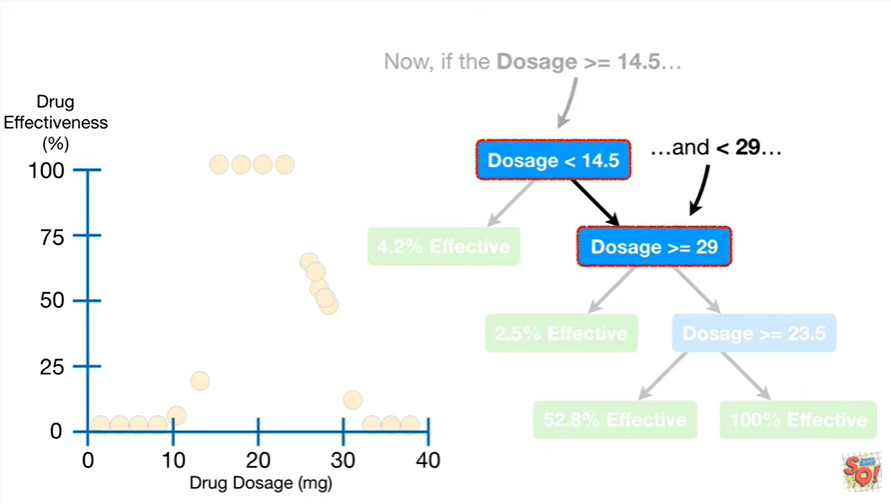 Now, if the Dosage >= 14.5…
Drug
Effectiveness
(%)
…and < 29…
Dosage < 14.5
100
75
50
25
0
4.2% Effective
Dosage >= 29
2.5% Effective
Dosage >= 23.5
52.8% Effective
100% Effective
0
10
20
30
40
Drug Dosage (mg)
SQ!